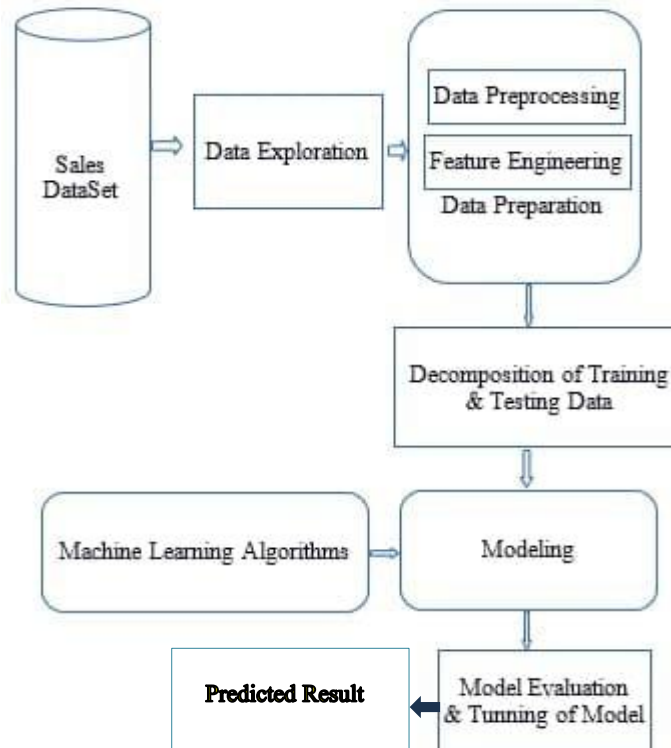 Sales
DataSet
Data Exploration
Data Preprocessing
Feature Engineering
Data Preparation
Decomposition of Training
& Testing Data
Machine Learning Algorithms
Modeling
Model Evaluation
& Tunning of Model
Predicted Result